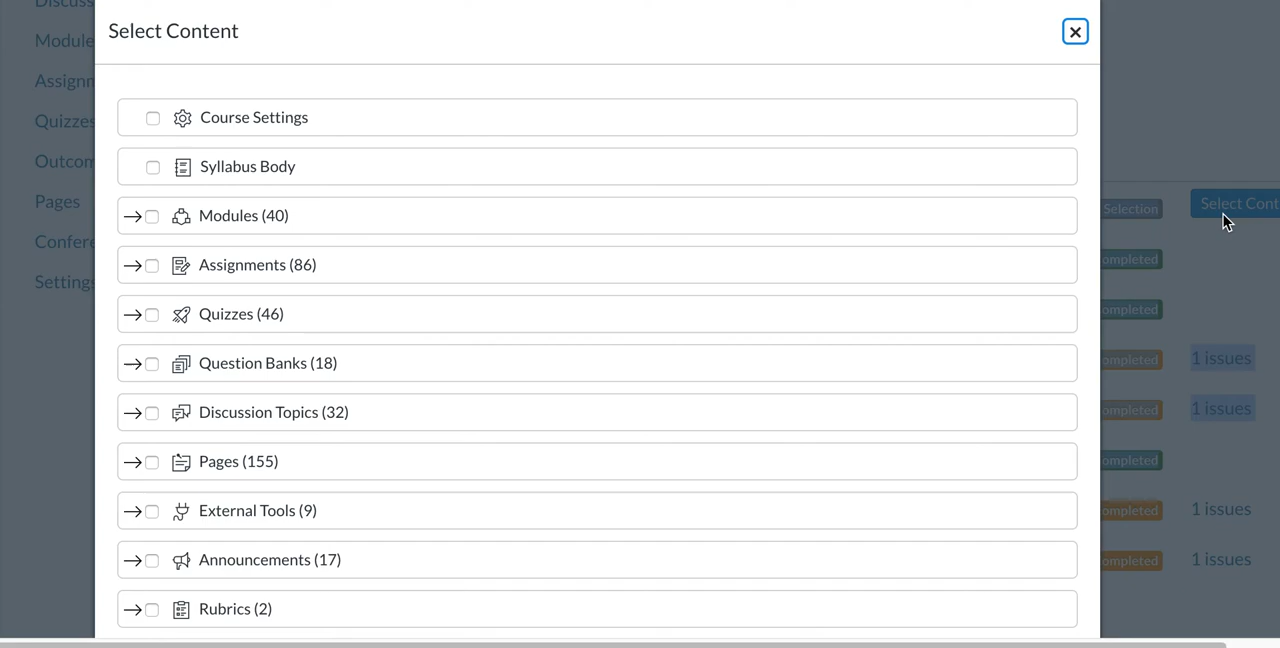 Select Content
Course Settings
Syllabus Body
Modules (40)
Assignments (86)
Quizzes (46)
Question Banks (18)
Discussion Topics (32)
Pages (155)
External Tools (9)
Announcements (17)
Rubrics (2)
Discuss
Module
Assignm
Quizzes
Outcom
Pages
Confere
Settings
Selection
Select Cont
ompleted
ompleted
ompleted
1 issues
ompleted
1 issues
ompleted
ompleted
1 issues
ompleted
1 issues